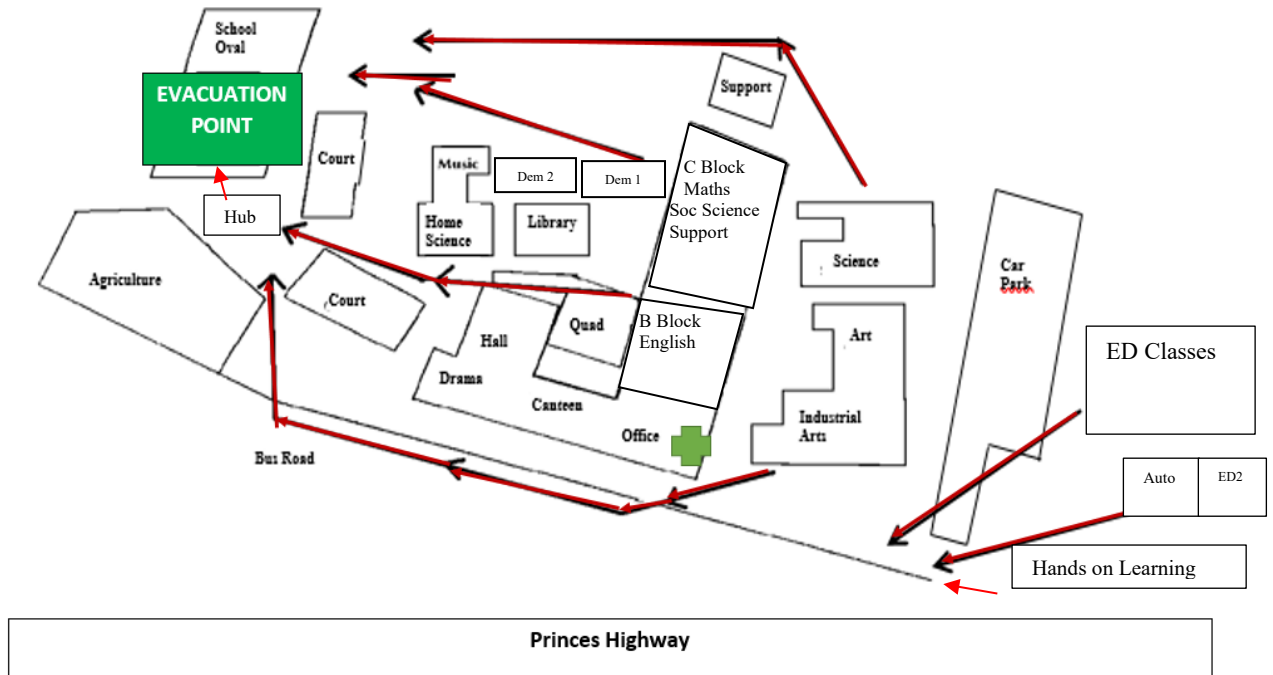 School
Oval
EVACUATION
POINT
Support
Court
Music
Dem 2
Dem 1
C Block
Maths
Soc Science
Support
Hub
Home
Science
Library
Science
Car
Park
Agriculture
Court
Quad
B Block
English
Art
Hall
ED Classes
Drama
Canteen
Office
Industrial
Arts
Bus Road
Auto
ED2
Hands on Learning
Princes Highway